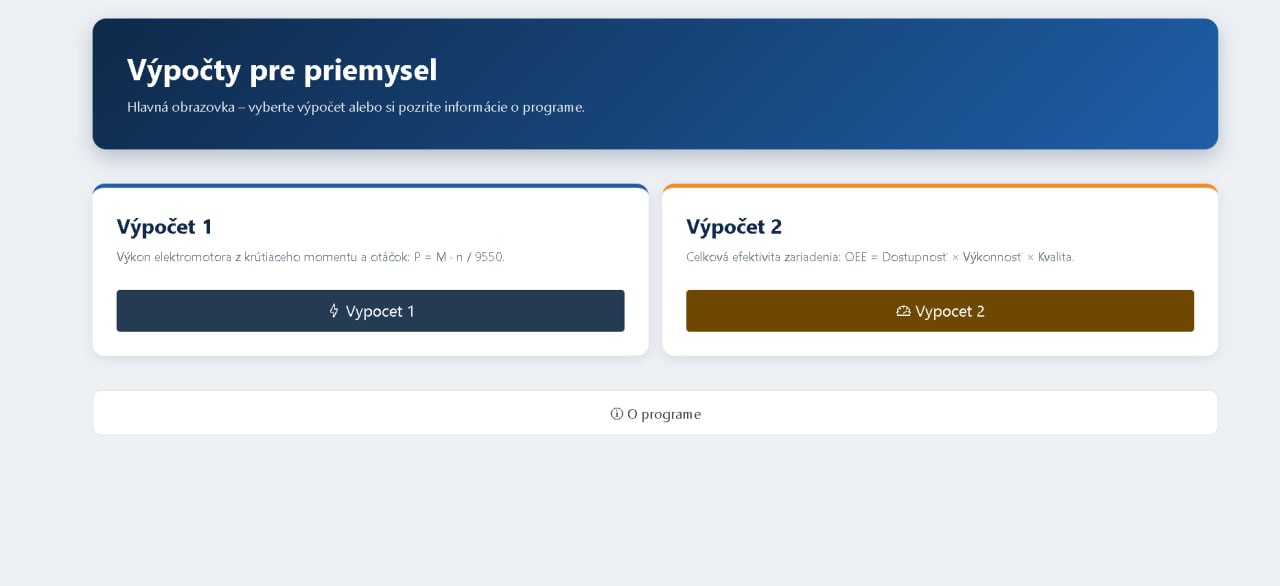 Výpočty pre priemysel
Hlavná obrazovka – vyberte výpočet alebo si pozrite informácie o programe.
Výpočet 1
Výkon elektromotora z krútiaceho momentu a otáčok: P = M · n / 9550.
Vypocet 1
Výpočet 2
Celková efektivita zariadenia: OEE = Dostupnosť × Výkonnosť × Kvalita.
Vypocet 2
O programe